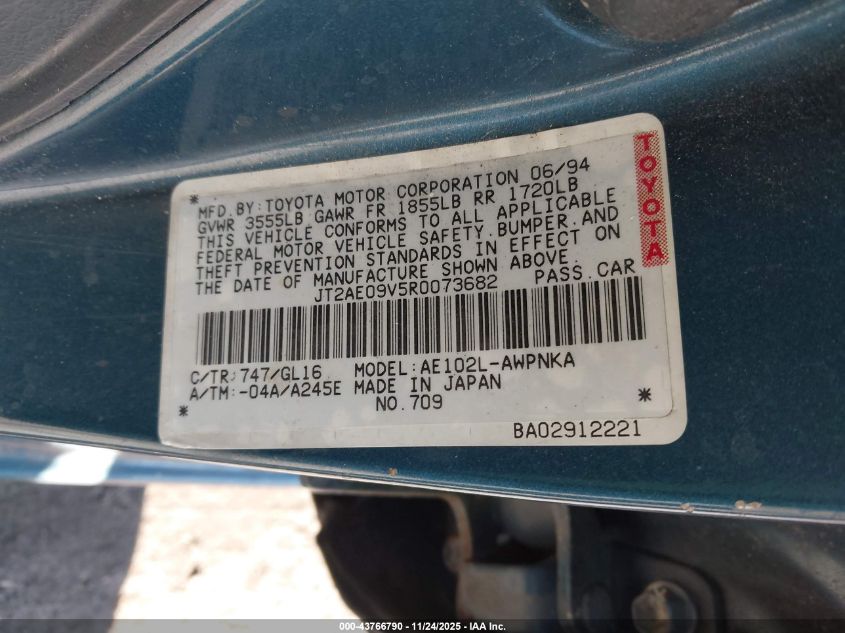 * MFD.BY:TOYOTA MOTOR CORPORATION 06/94
GVWR 3555LB GAWR FR 1855LB RR 1720LB
THIS VEHICLE CONFORMS TO ALL APPLICABLE
FEDERAL MOTOR VEHICLE SAFETY,BUMPER,AND
THEFT PREVENTION STANDARDS IN EFFECT ON
THE DATE OF MANUFACTURE SHOWN ABOVE.
JT2AE09V5R0073682 PASS.CAR
TOYOTA
C/TR:747/GL16 MODEL:AE102L-AWPNKA
A/TM:-04A/A245E MADE IN JAPAN
* NO.709 *
BA02912221
000-43766790 - 11/24/2025 - IAA Inc.